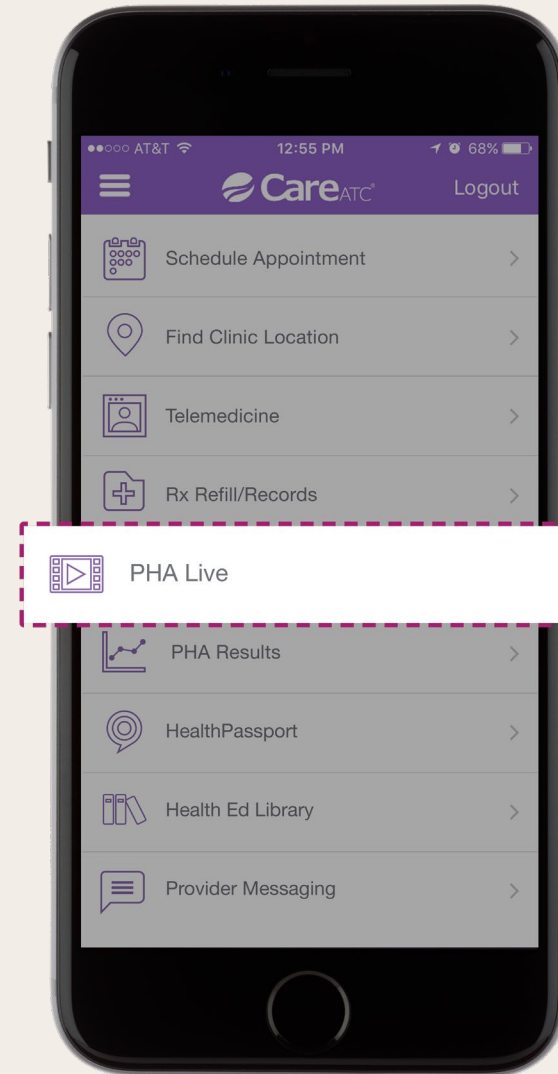 AT&T 12:55 PM 68%
CareATC® Logout
Schedule Appointment
Find Clinic Location
Telemedicine
Rx Refill/Records
PHA Live
PHA Results
HealthPassport
Health Ed Library
Provider Messaging